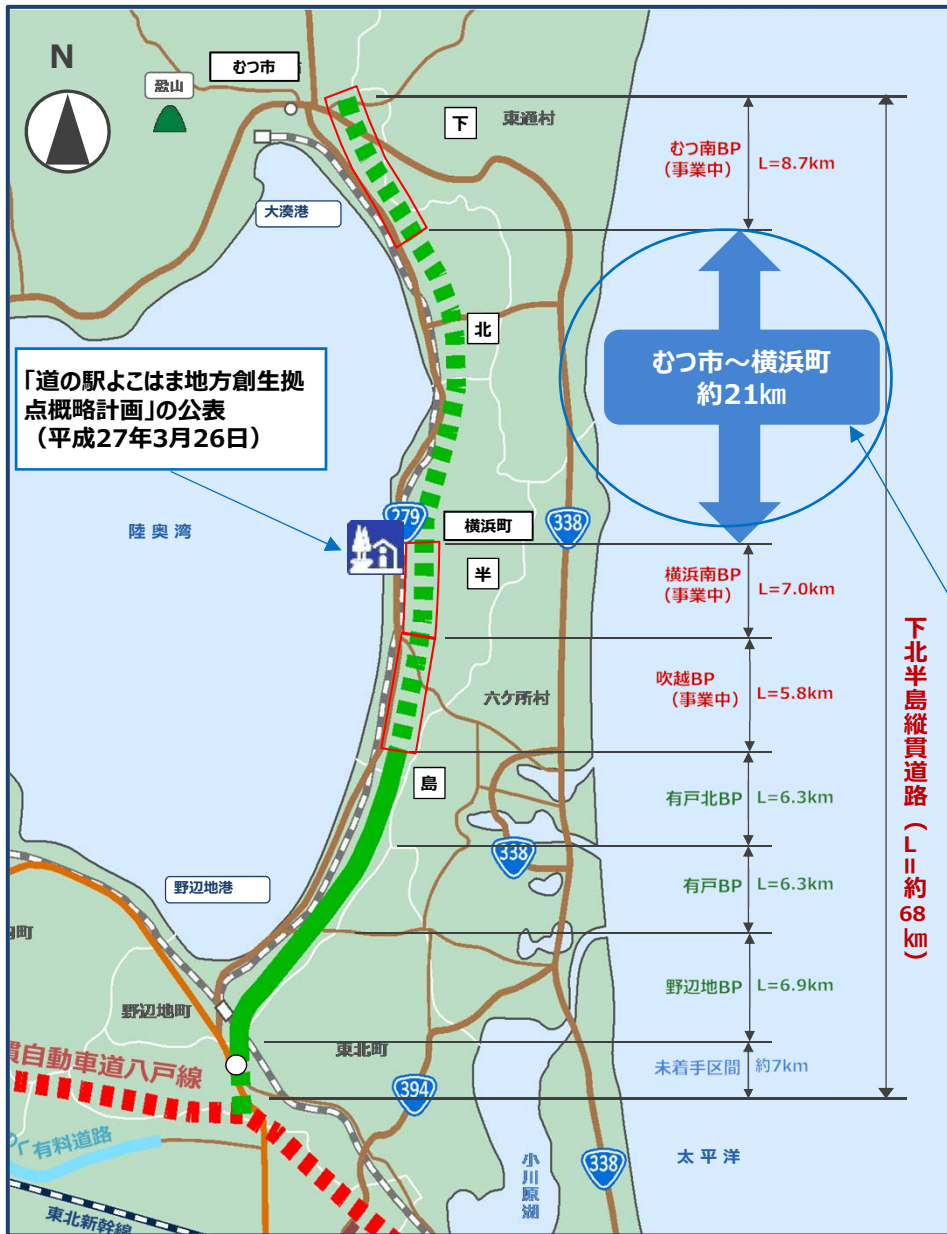 N
むつ市
恐山
下
東通村
むつ南BP
(事業中)
L=8.7km
大湊港
北
むつ市~横浜町
約21㎞
「道の駅よこはま地方創生拠
点概略計画」の公表
(平成27年3月26日)
279
横浜町
338
陸奥湾
半
横浜南BP
(事業中)
L=7.0km
下北半島縦貫道路(L=約68㎞)
吹越BP
(事業中)
L=5.8km
六ケ所村
島
有戸北BP
L=6.3km
338
野辺地港
有戸BP
L=6.3km
町
野辺地BP
L=6.9km
野辺地町
東北町
未着手区間
約7km
貫自動車道八戸線
394
有料道路
小川原湖
338
太平洋
東北新幹線